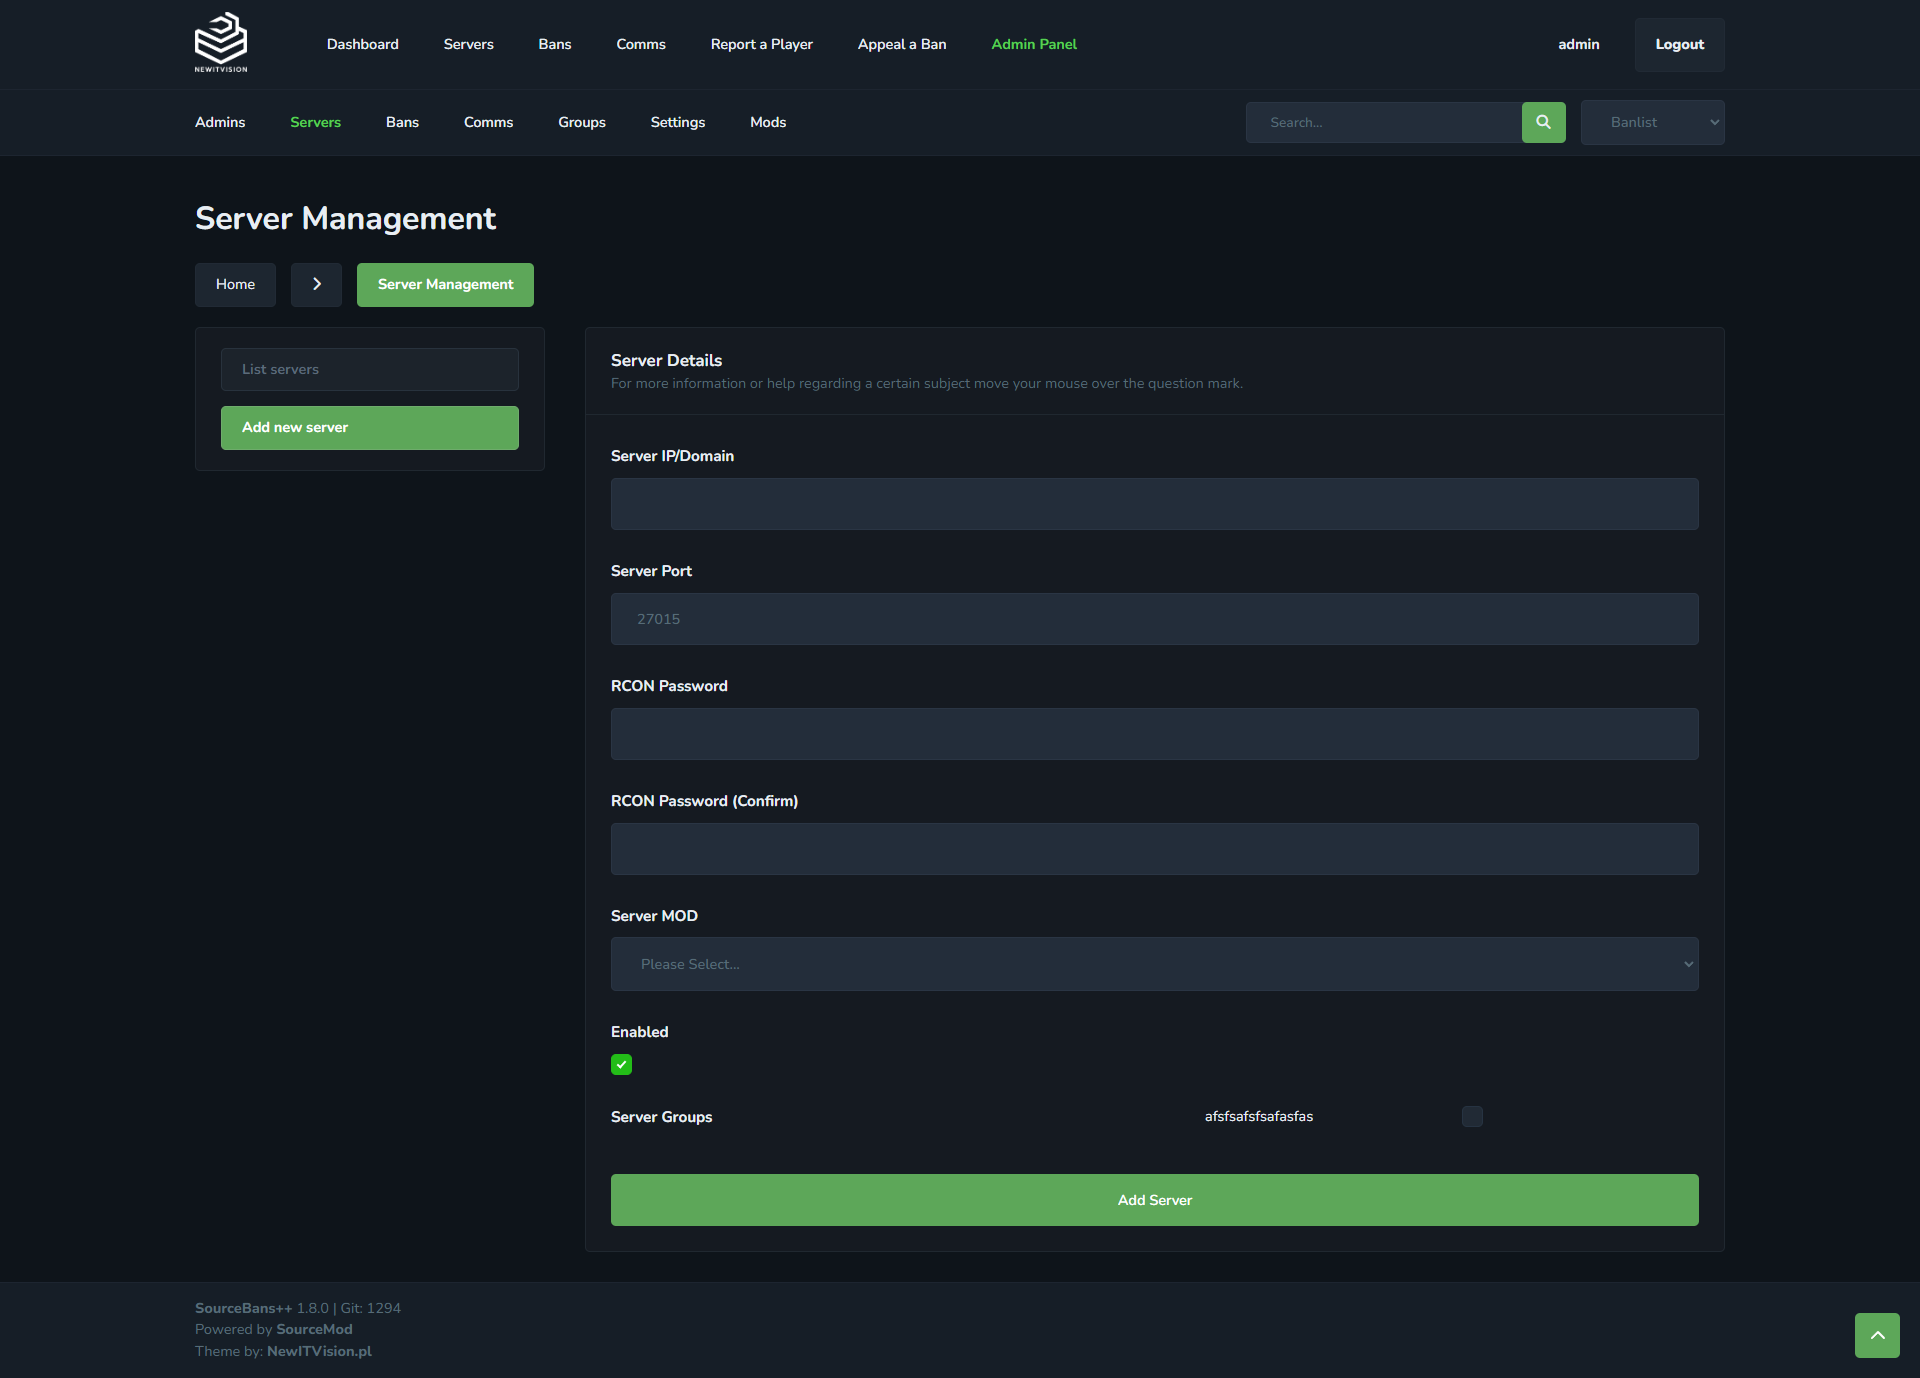 NEWITVISION
Dashboard Servers Bans Comms Report a Player Appeal a Ban Admin Panel admin Logout
Admins Servers Bans Comms Groups Settings Mods Search... Banlist
Server Management
Home Server Management
List servers
Add new server
Server Details
For more information or help regarding a certain subject move your mouse over the question mark.
Server IP/Domain
Server Port
27015
RCON Password
RCON Password (Confirm)
Server MOD
Please Select...
Enabled
Server Groups afsfsafsfsafasfas
Add Server
SourceBans++ 1.8.0 | Git: 1294
Powered by SourceMod
Theme by: NewITVision.pl